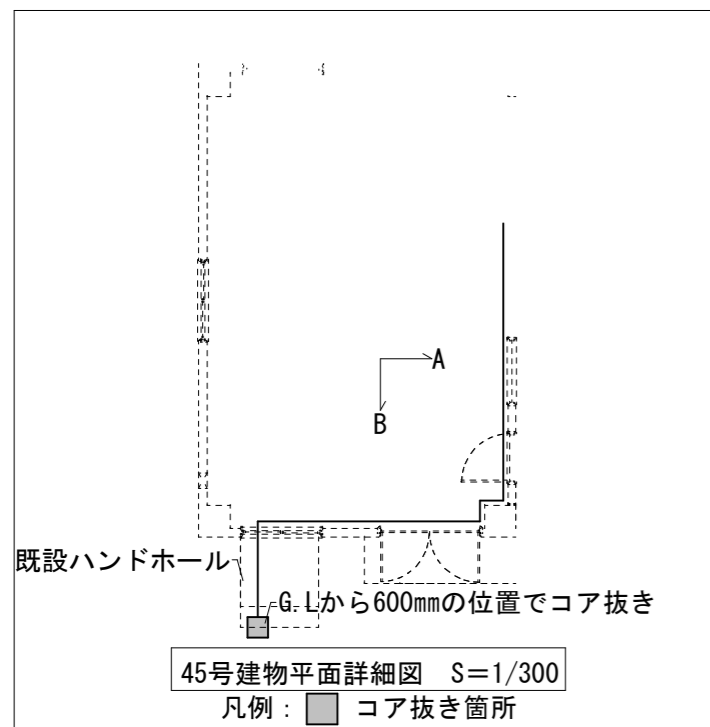 A
B
既設ハンドホール
G.Lから600mmの位置でコア抜き
45号建物平面詳細図 S=1/300
凡例： コア抜き箇所